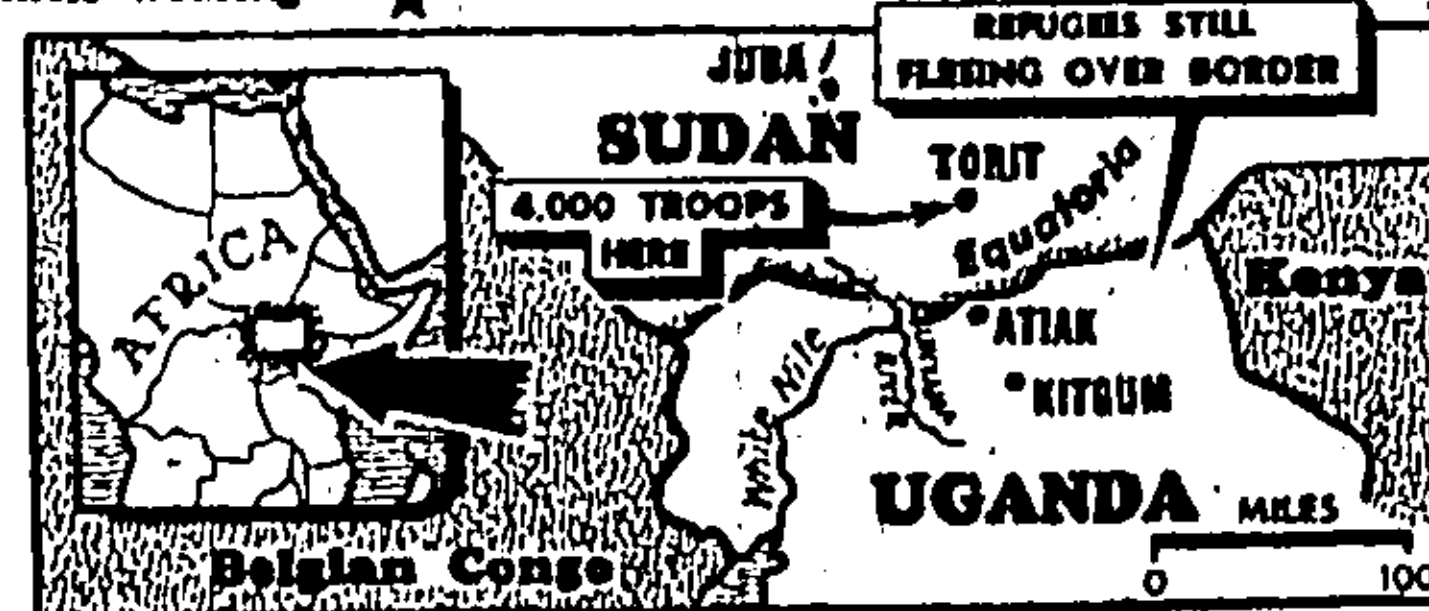 REFUGEES STILL
FLEEING OVER BORDER
JUBA
SUDAN
TORIT
4,000 TROOPS
HERE
Equatoria
AFRICA
Kenya
ATIAK
White Nile
KITGUM
UGANDA
MILES
0 100
Belgian Congo